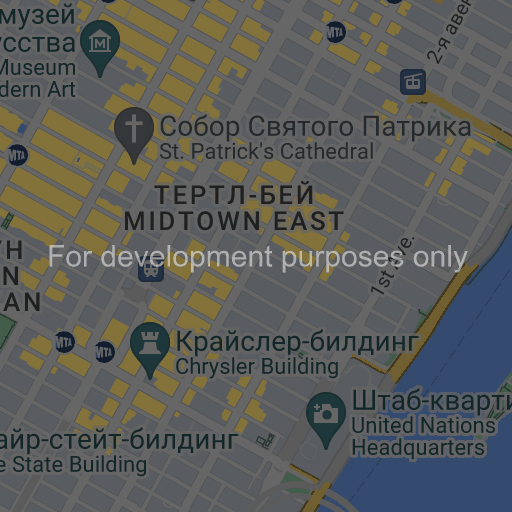 музей
усства
Museum
dern Art
2-я авен
MTA
Собор Святого Патрика
St. Patrick's Cathedral
MTA
ТЕРТЛ-БЕЙ
MIDTOWN EAST
УН
N
AN
For development purposes only
1st Ave.
MTA
MTA
Крайслер-билдинг
Chrysler Building
Штаб-кварти
United Nations
Headquarters
айр-стейт-билдинг
e State Building